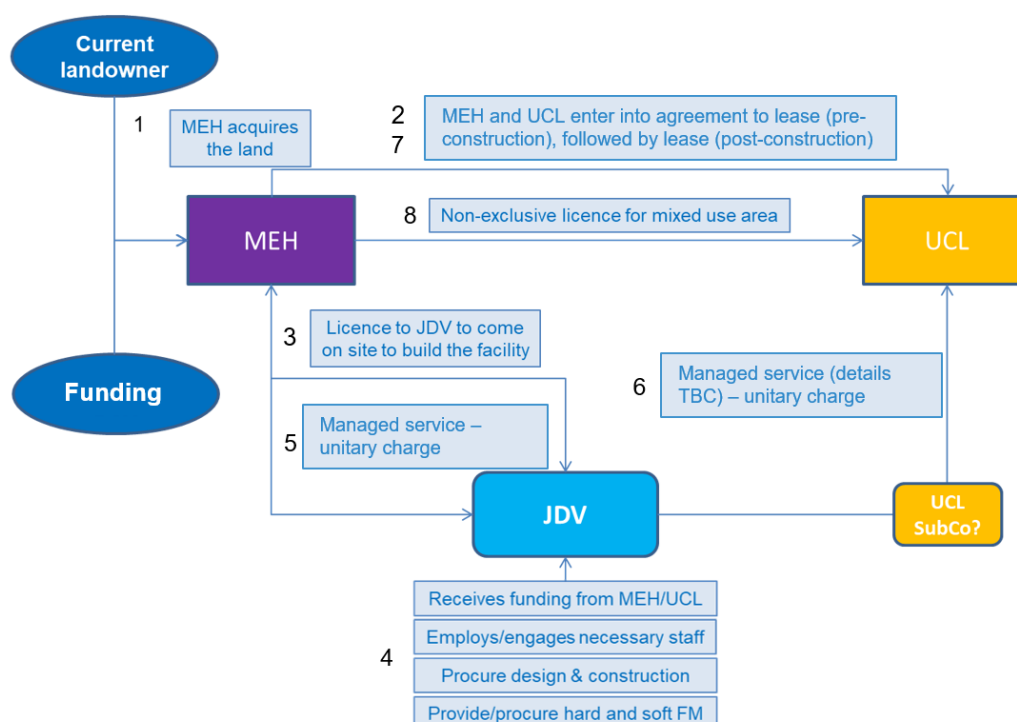 Current
landowner
1
MEH acquires
the land
2
7
MEH and UCL enter into agreement to lease (pre-
construction), followed by lease (post-construction)
MEH
8
Non-exclusive licence for mixed use area
UCL
3
Licence to JDV to come
on site to build the facility
Funding
6
Managed service (details
TBC) – unitary charge
5
Managed service –
unitary charge
JDV
UCL
SubCo?
4
Receives funding from MEH/UCL
Employs/engages necessary staff
Procure design & construction
Provide/procure hard and soft FM